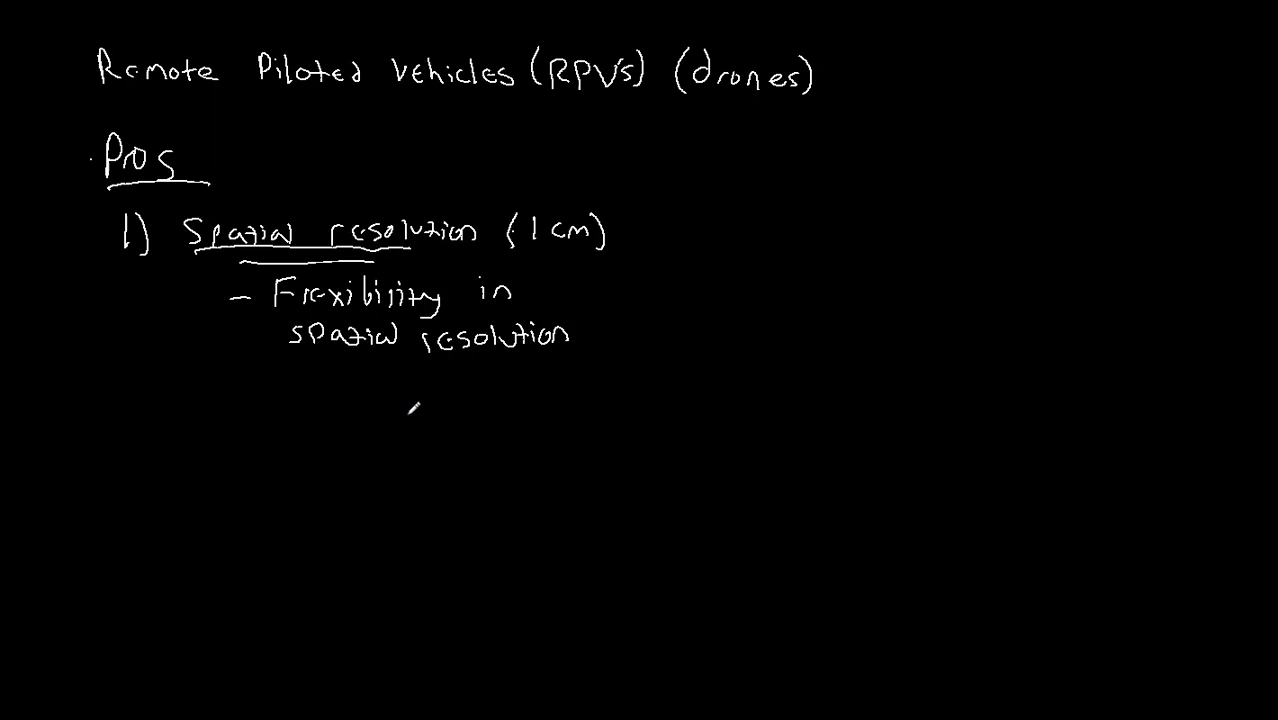 Remote Piloted Vehicles (RPVs) (drones)
Pros
1) Spatial resolution (1 cm)
- Flexibility in
spatial resolution